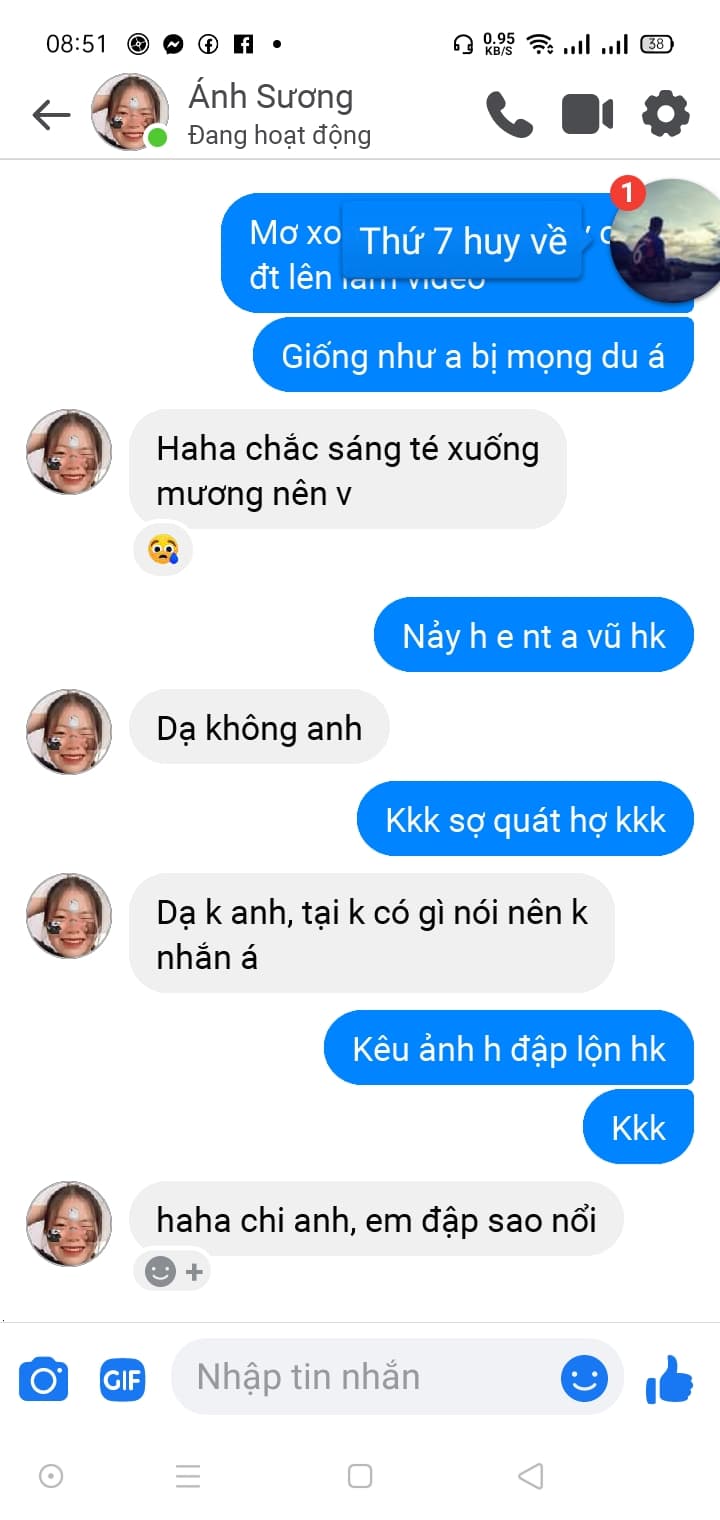 08:51
0.95
KB/S
38
Ánh Sương
Đang hoạt động
1
Mơ xo
Thứ 7 huy về
đt lên làm video
Giống như a bị mọng du á
Haha chắc sáng té xuống
mương nên v
Nảy h e nt a vũ hk
Dạ không anh
Kkk sợ quát hợ kkk
Dạ k anh, tại k có gì nói nên k
nhắn á
Kêu ảnh h đập lộn hk
Kkk
haha chi anh, em đập sao nổi
GIF
Nhập tin nhắn